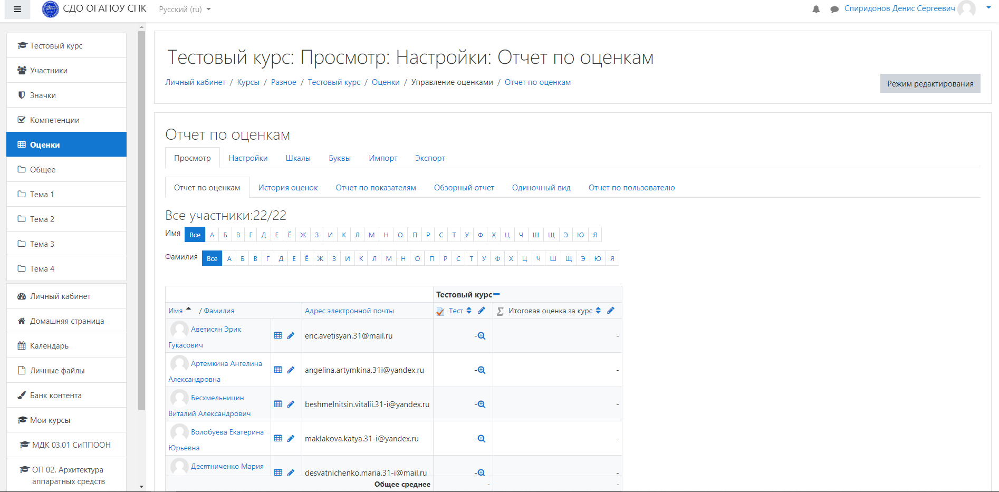 СДО ОГАПОУ СПК
Русский (ru)
Спиридонов Денис Сергеевич
Тестовый курс
Участники
Значки
Компетенции
Оценки
Общее
Тема 1
Тема 2
Тема 3
Тема 4
Личный кабинет
Домашняя страница
Календарь
Личные файлы
Банк контента
Мои курсы
МДК 03.01 СиППООН
ОП 02. Архитектура
аппаратных средств
Тестовый курс: Просмотр: Настройки: Отчет по оценкам
Личный кабинет / Курсы / Разное / Тестовый курс / Оценки / Управление оценками / Отчет по оценкам
Режим редактирования
Отчет по оценкам
Просмотр Настройки Шкалы Буквы Импорт Экспорт
Отчет по оценкам История оценок Отчет по показателям Обзорный отчет Одиночный вид Отчет по пользователю
Все участники:22/22
Имя Все А Б В Г Д Е Ё Ж З И К Л М Н О П Р С Т У Ф Х Ц Ч Ш Щ Э Ю Я
Фамилия Все А Б В Г Д Е Ё Ж З И К Л М Н О П Р С Т У Ф Х Ц Ч Ш Щ Э Ю Я
Тестовый курс
Имя / Фамилия Адрес электронной почты Тест Итоговая оценка за курс
Аветисян Эрик
Гукасович
eric.avetisyan.31@mail.ru - -
Артемкина Ангелина
Александровна
angelina.artymkina.31i@yandex.ru - -
Бесхмельницин
Виталий Александрович
beshmelnitsin.vitalii.31-i@yandex.ru - -
Волобуева Екатерина
Юрьевна
maklakova.katya.31-i@yandex.ru - -
Десятниченко Мария
desyatnichenko.maria.31-i@mail.ru - -
Общее среднее - -